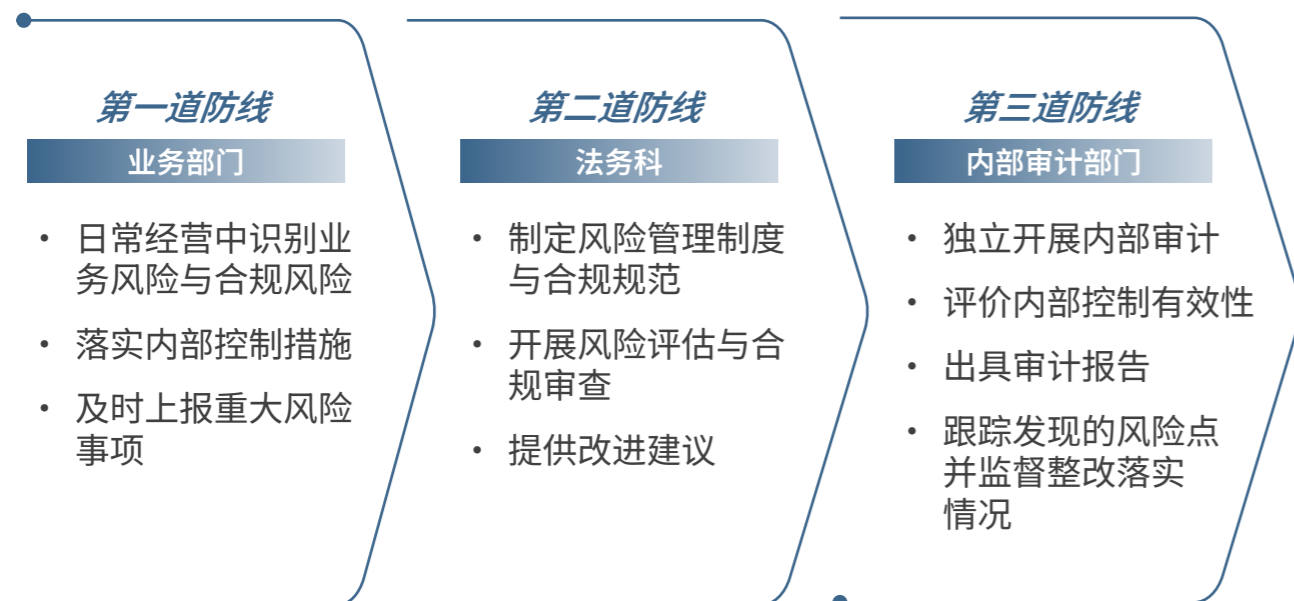 第一道防线
业务部门
• 日常经营中识别业
务风险与合规风险
• 落实内部控制措施
• 及时上报重大风险
事项
第二道防线
法务科
• 制定风险管理制度
与合规规范
• 开展风险评估与合
规审查
• 提供改进建议
第三道防线
内部审计部门
• 独立开展内部审计
• 评价内部控制有效性
• 出具审计报告
• 跟踪发现的风险点
并监督整改落实
情况